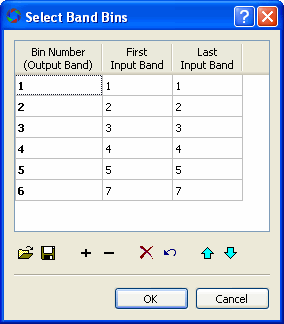 Select Band Bins
Bin Number First Last
(Output Band) Input Band Input Band
1 1 1
2 2 2
3 3 3
4 4 4
5 5 5
6 7 7
OK Cancel